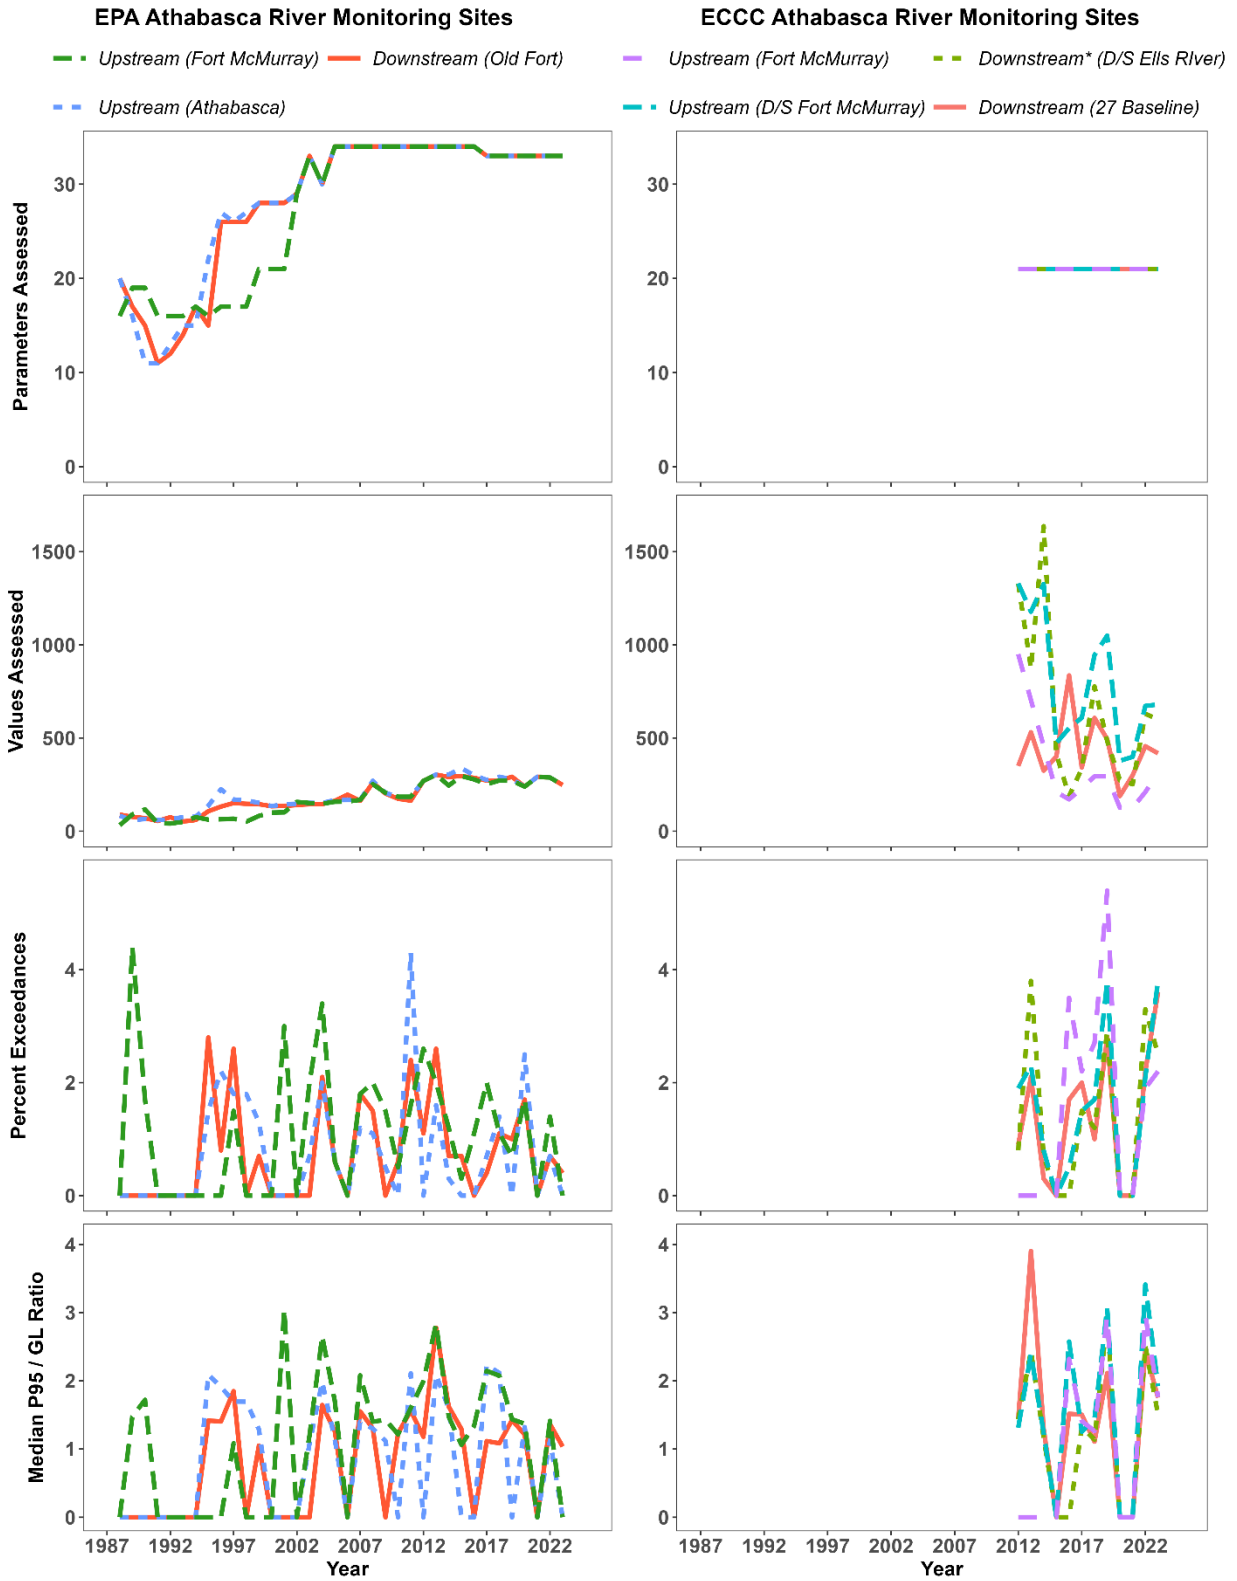 EPA Athabasca River Monitoring Sites
Upstream (Fort McMurray) Downstream (Old Fort)
Upstream (Athabasca)
ECCC Athabasca River Monitoring Sites
Upstream (Fort McMurray) Downstream* (D/S Ells RIver)
Upstream (D/S Fort McMurray) Downstream (27 Baseline)
Parameters Assessed
30
20
10
0
30
20
10
0
Values Assessed
1500
1000
500
0
1500
1000
500
0
Percent Exceedances
4
2
0
4
2
0
Median P95 / GL Ratio
4
3
2
1
0
4
3
2
1
0
1987 1992 1997 2002 2007 2012 2017 2022
Year
1987 1992 1997 2002 2007 2012 2017 2022
Year